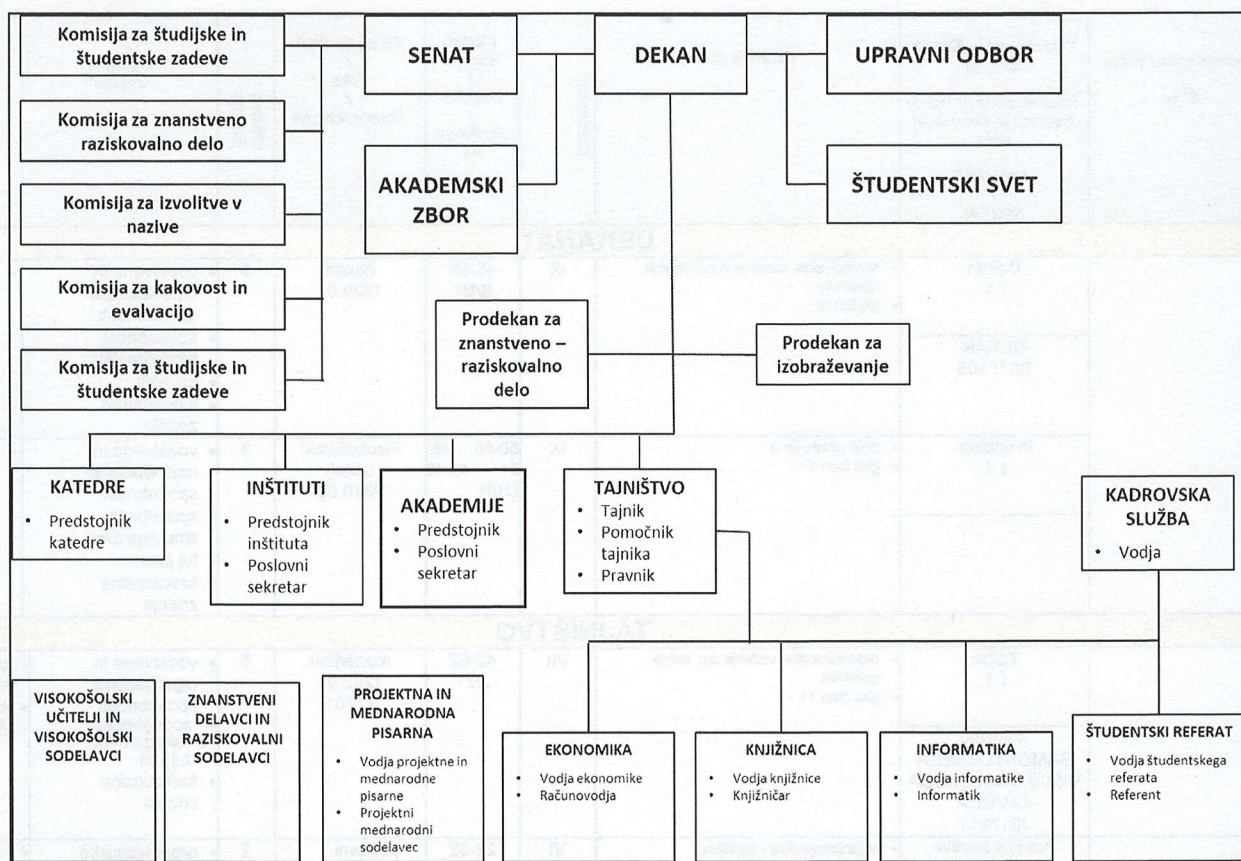 Komisija za študijske in
študentske zadeve
SENAT
DEKAN
UPRAVNI ODBOR
Komisija za znanstveno
raziskovalno delo
AKADEMSKI
ZBOR
ŠTUDENTSKI SVET
Komisija za izvolitve v
nazive
Komisija za kakovost in
evalvacijo
Prodekan za
znanstveno –
raziskovalno
delo
Prodekan za
izobraževanje
Komisija za študijske in
študentske zadeve
KATEDRE
• Predstojnik
katedre
INŠTITUTI
• Predstojnik
inštituta
• Poslovni
sekretar
AKADEMIJE
• Predstojnik
• Poslovni
sekretar
TAJNIŠTVO
• Tajnik
• Pomočnik
tajnika
• Pravnik
KADROVSKA
SLUŽBA
• Vodja
VISOKOŠOLSKI
UČITELJI IN
VISOKOŠOLSKI
SODELAVCI
ZNANSTVENI
DELAVCI IN
RAZISKOVALNI
SODELAVCI
PROJEKTNA IN
MEDNARODNA
PISARNA
• Vodja projektne in
mednarodne
pisarne
• Projektni
mednarodni
sodelavec
EKONOMIKA
• Vodja ekonomike
• Računovodja
KNJIŽNICA
• Vodja knjižnice
• Knjižničar
INFORMATIKA
• Vodja informatike
• Informatik
ŠTUDENTSKI REFERAT
• Vodja študentskega
referata
• Referent